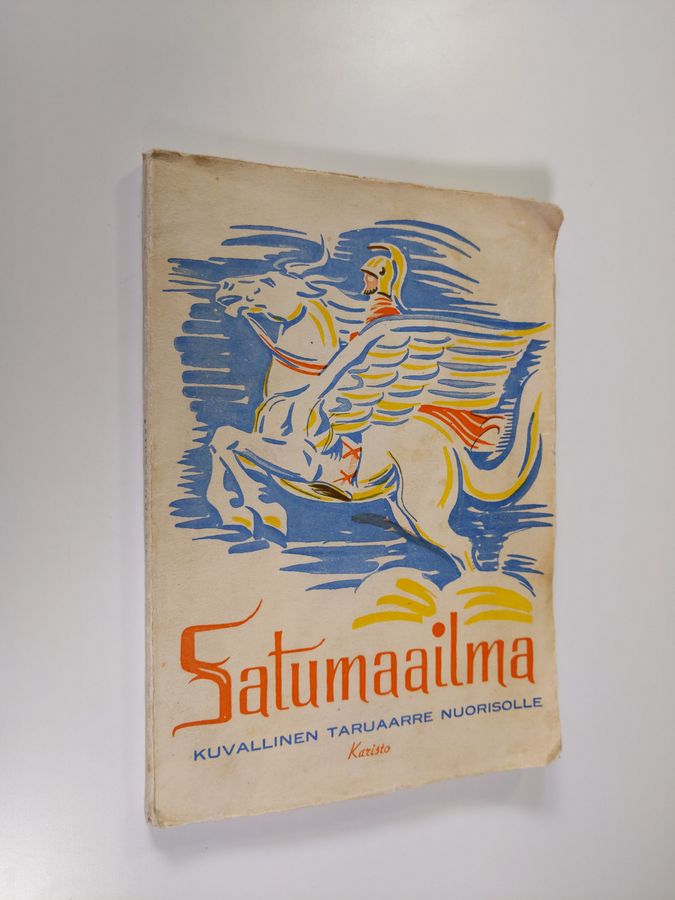 Satumaailma
KUVALLINEN TARUAARRE NUORISOLLE
Karisto